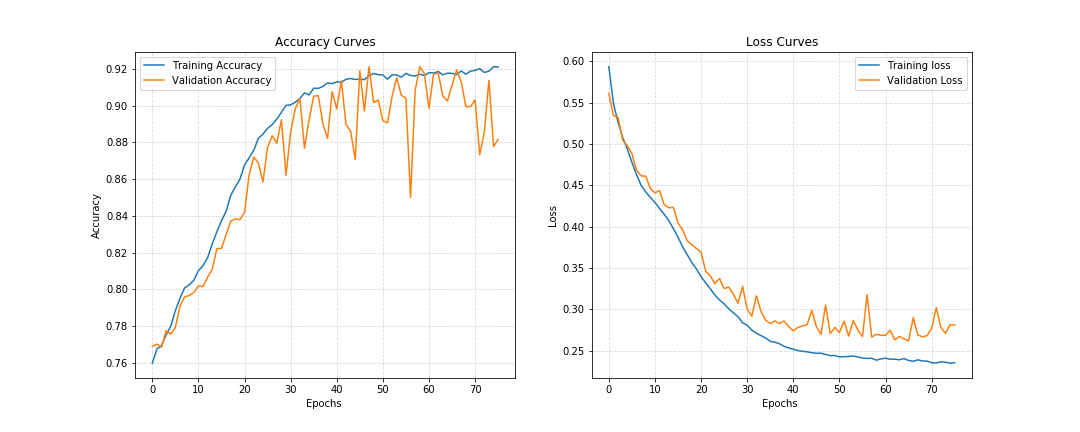 Accuracy Curves
Training Accuracy
Validation Accuracy
0.92
0.90
0.88
0.86
0.84
0.82
0.80
0.78
0.76
Accuracy
0 10 20 30 40 50 60 70
Epochs
Loss Curves
Training loss
Validation Loss
0.60
0.55
0.50
0.45
0.40
0.35
0.30
0.25
Loss
0 10 20 30 40 50 60 70
Epochs